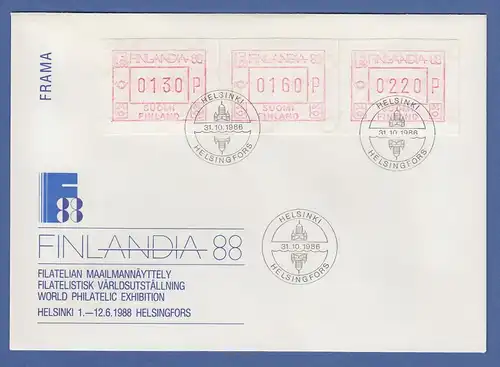 FRAMA
FINLANDIA 88
0130 P
SUOMI
FINLAND
FINLANDIA 88
0160 P
SUOMI
FINLAND
FINLANDIA 88
0220 P
FINLAND
HELSINKI
31.10.1986
HELSINGFORS
HELSINKI
31.10.1986
HELSINGFORS
HELSINKI
31.10.1986
HELSINGFORS
F
88
FINLANDIA 88
FILATELIAN MAAILMANNÄYTTELY
FILATELISTISK VÄRLDSUTSTÄLLNING
WORLD PHILATELIC EXHIBITION
HELSINKI 1.—12.6.1988 HELSINGFORS